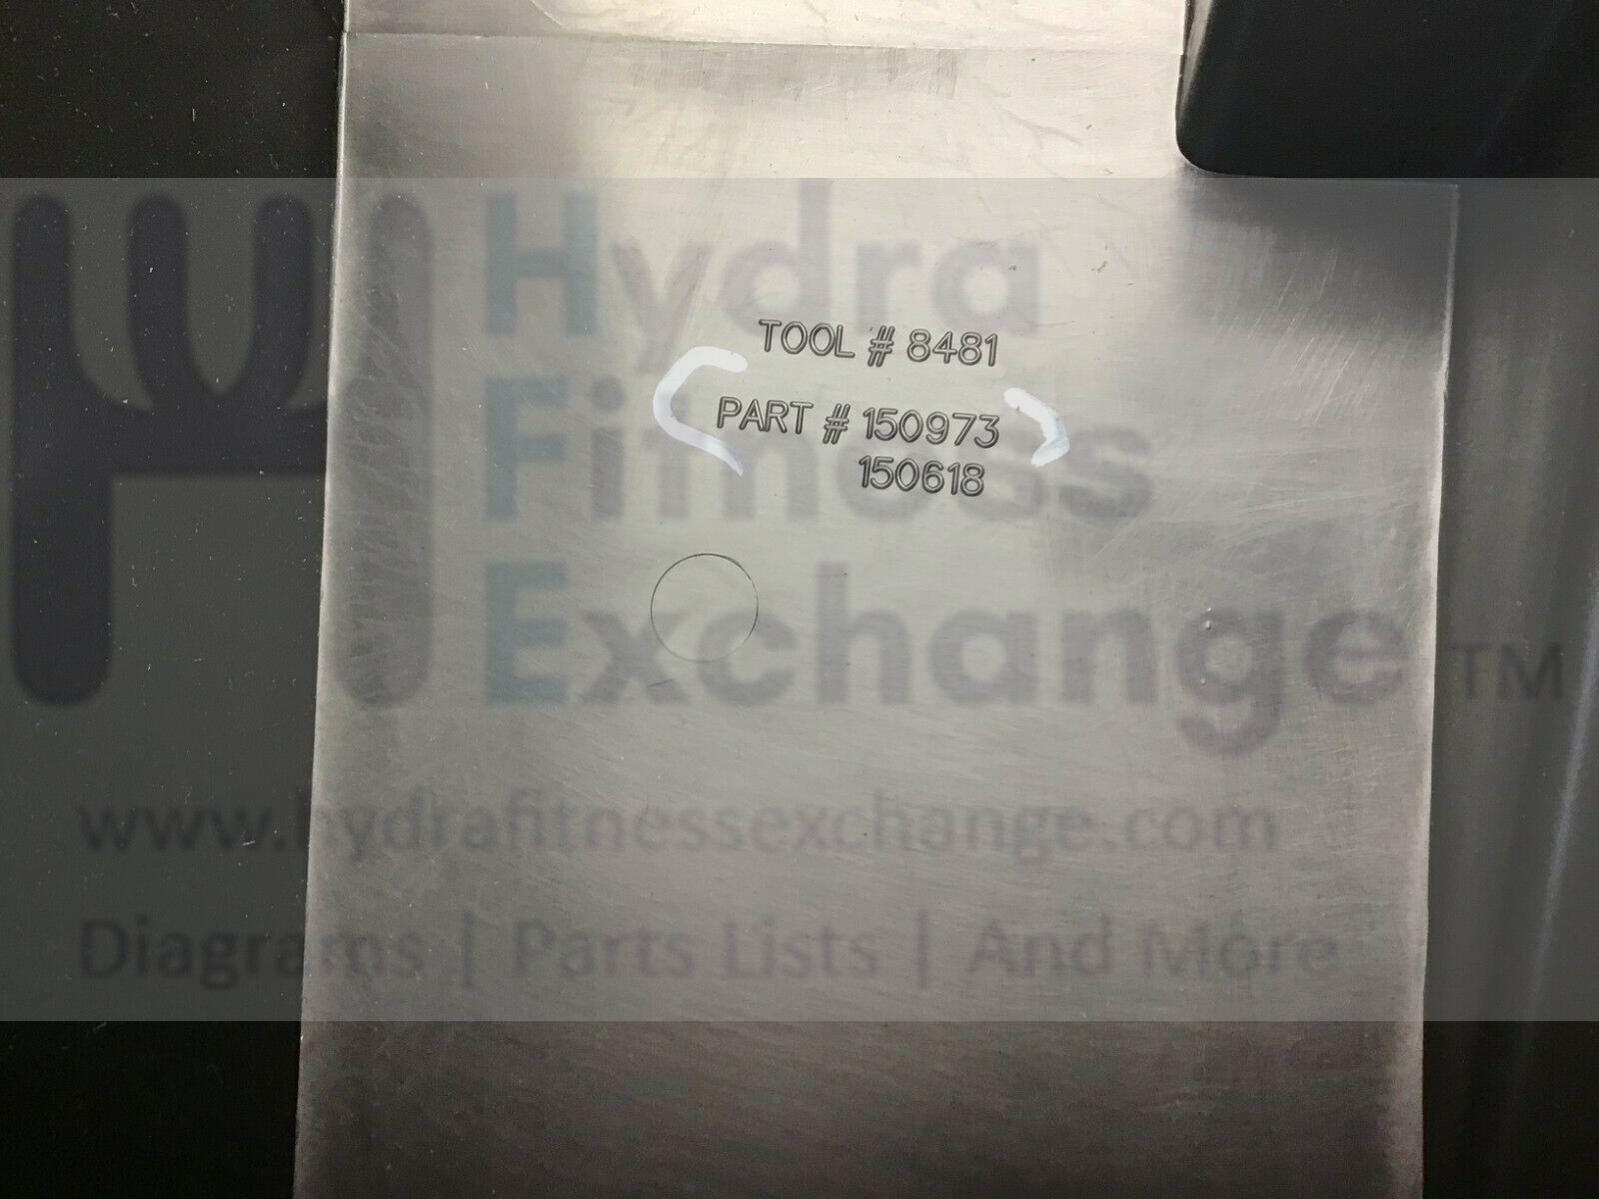 Hydra
TOOL # 8481
Fitness
PART # 150973
150618
Exchange TM
www.hydrafitnessexchange.com
Diagrams | Parts Lists | And More